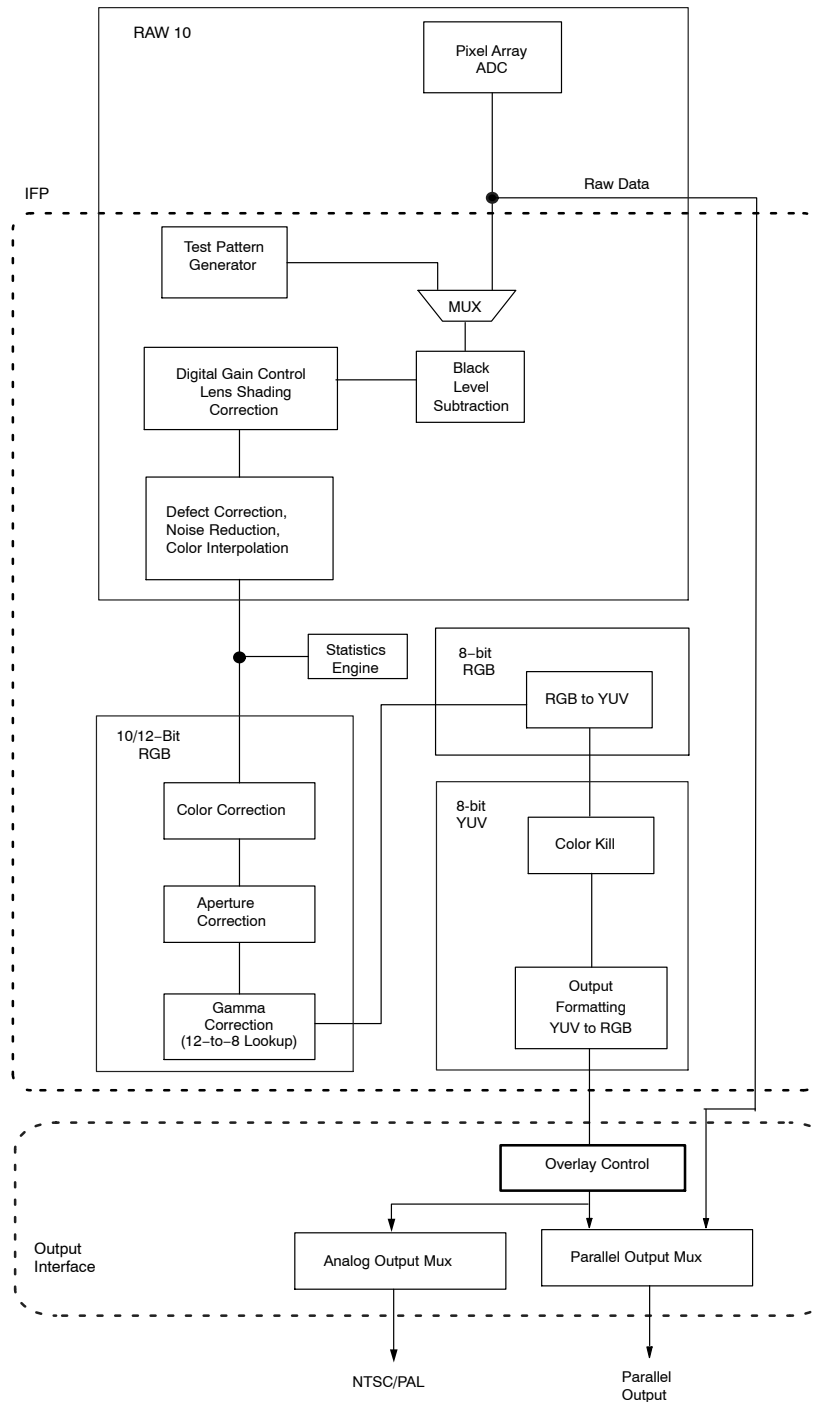 RAW 10
Pixel Array
ADC
Raw Data
IFP
Test Pattern
Generator
MUX
Black
Level
Subtraction
Digital Gain Control
Lens Shading
Correction
Defect Correction,
Noise Reduction,
Color Interpolation
Statistics
Engine
8−bit
RGB
RGB to YUV
10/12−Bit
RGB
Color Correction
8-bit
YUV
Color Kill
Aperture
Correction
Gamma
Correction
(12−to−8 Lookup)
Output
Formatting
YUV to RGB
Overlay Control
Output
Interface
Analog Output Mux
Parallel Output Mux
NTSC/PAL
Parallel
Output